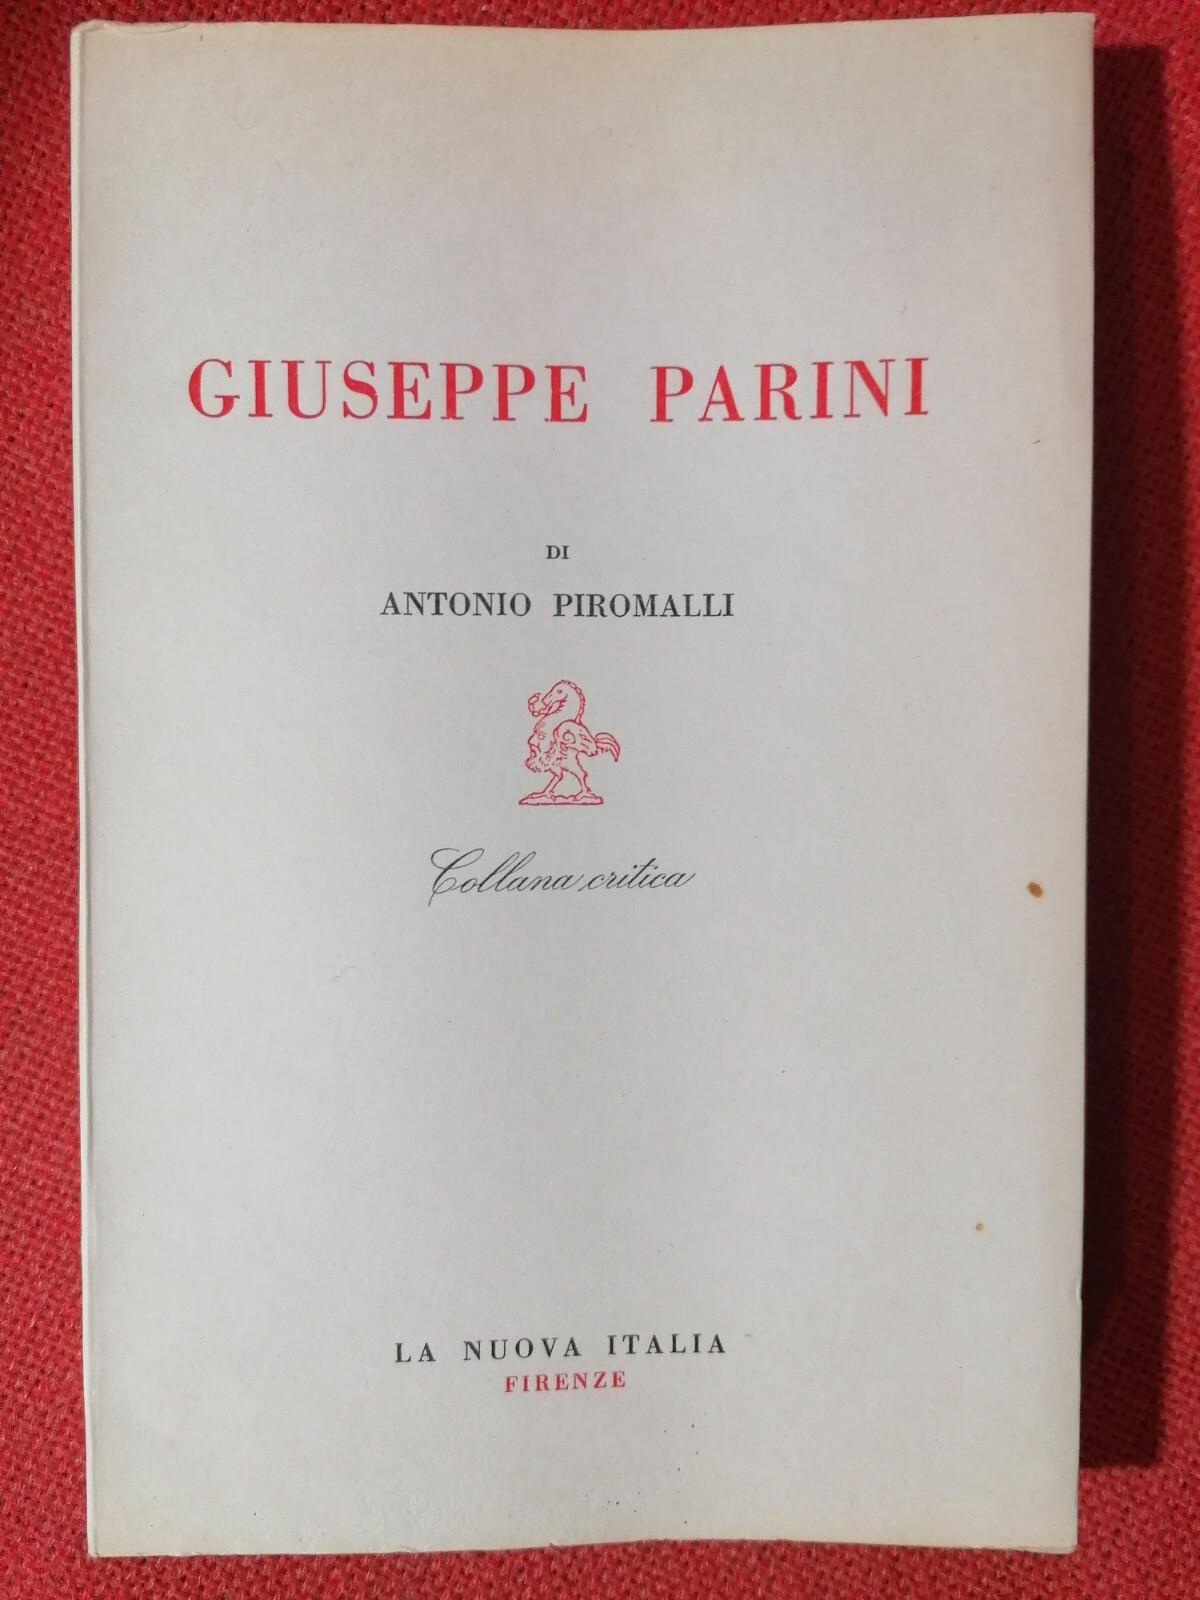 GIUSEPPE PARINI
DI
ANTONIO PIROMALLI
Collana critica
LA NUOVA ITALIA
FIRENZE